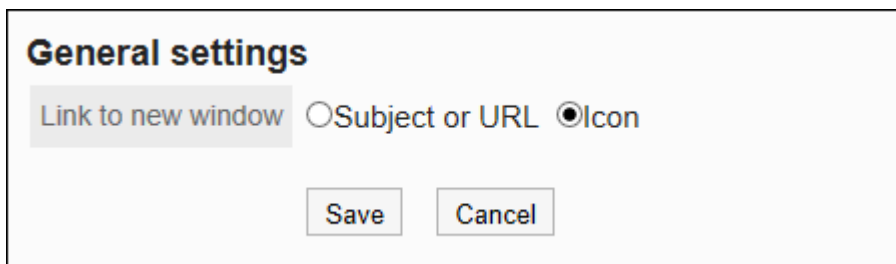 General settings
Link to new window Subject or URL Icon
Save Cancel